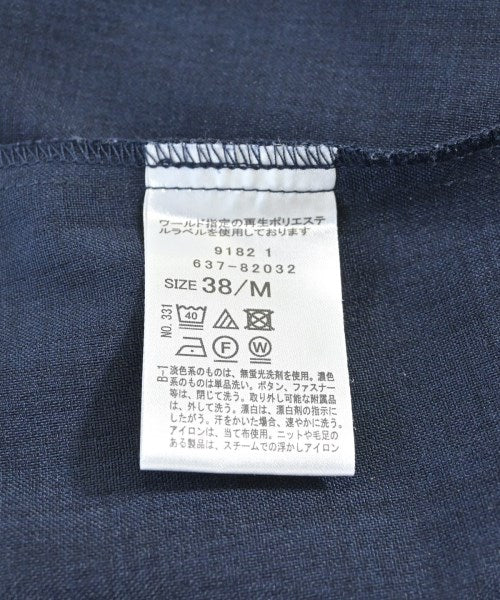 ワールド指定の再生ポリエステ
ルラベルを使用しております
9182 1
637-82032
SIZE 38/M
NO. 331
40
F
W
B-1
淡色系のものは、無蛍光洗剤を使用。濃色
系のものは単品洗い。ボタン、ファスナー
等は、閉じて洗う。取り外し可能な附属品
は、外して洗う。漂白は、漂白剤の指示に
したがう。汗をかいた場合、速やかに洗う。
アイロンは、当て布使用。ニットや毛足の
ある製品は、スチームでの浮かしアイロン